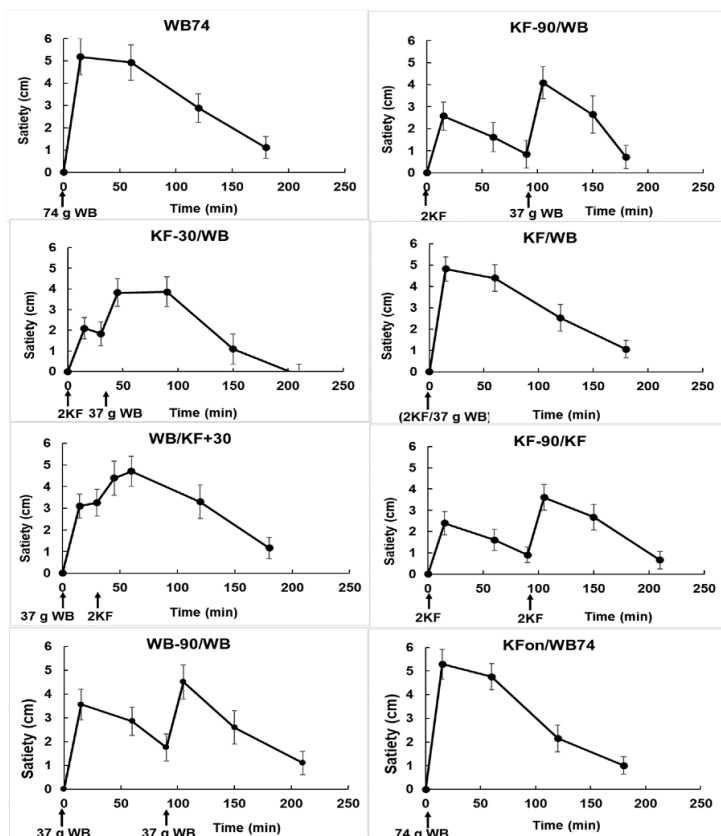 WB74
Satiety (cm)
6
5
4
3
2
1
0
0 50 100 150 200 250
Time (min)
74 g WB
KF-90/WB
Satiety (cm)
6
5
4
3
2
1
0
0 50 100 150 200 250
Time (min)
2KF 37 g WB
KF-30/WB
Satiety (cm)
6
5
4
3
2
1
0
0 50 100 150 200 250
Time (min)
2KF 37 g WB
KF/WB
Satiety (cm)
6
5
4
3
2
1
0
0 50 100 150 200 250
Time (min)
(2KF/37 g WB)
WB/KF+30
Satiety (cm)
6
5
4
3
2
1
0
0 50 100 150 200 250
Time (min)
37 g WB 2KF
KF-90/KF
Satiety (cm)
6
5
4
3
2
1
0
0 50 100 150 200 250
Time (min)
2KF 2KF
WB-90/WB
Satiety (cm)
6
5
4
3
2
1
0
0 50 100 150 200 250
Time (min)
37 g WB 37 g WB
KFon/WB74
Satiety (cm)
6
5
4
3
2
1
0
0 50 100 150 200 250
Time (min)
74 g WB